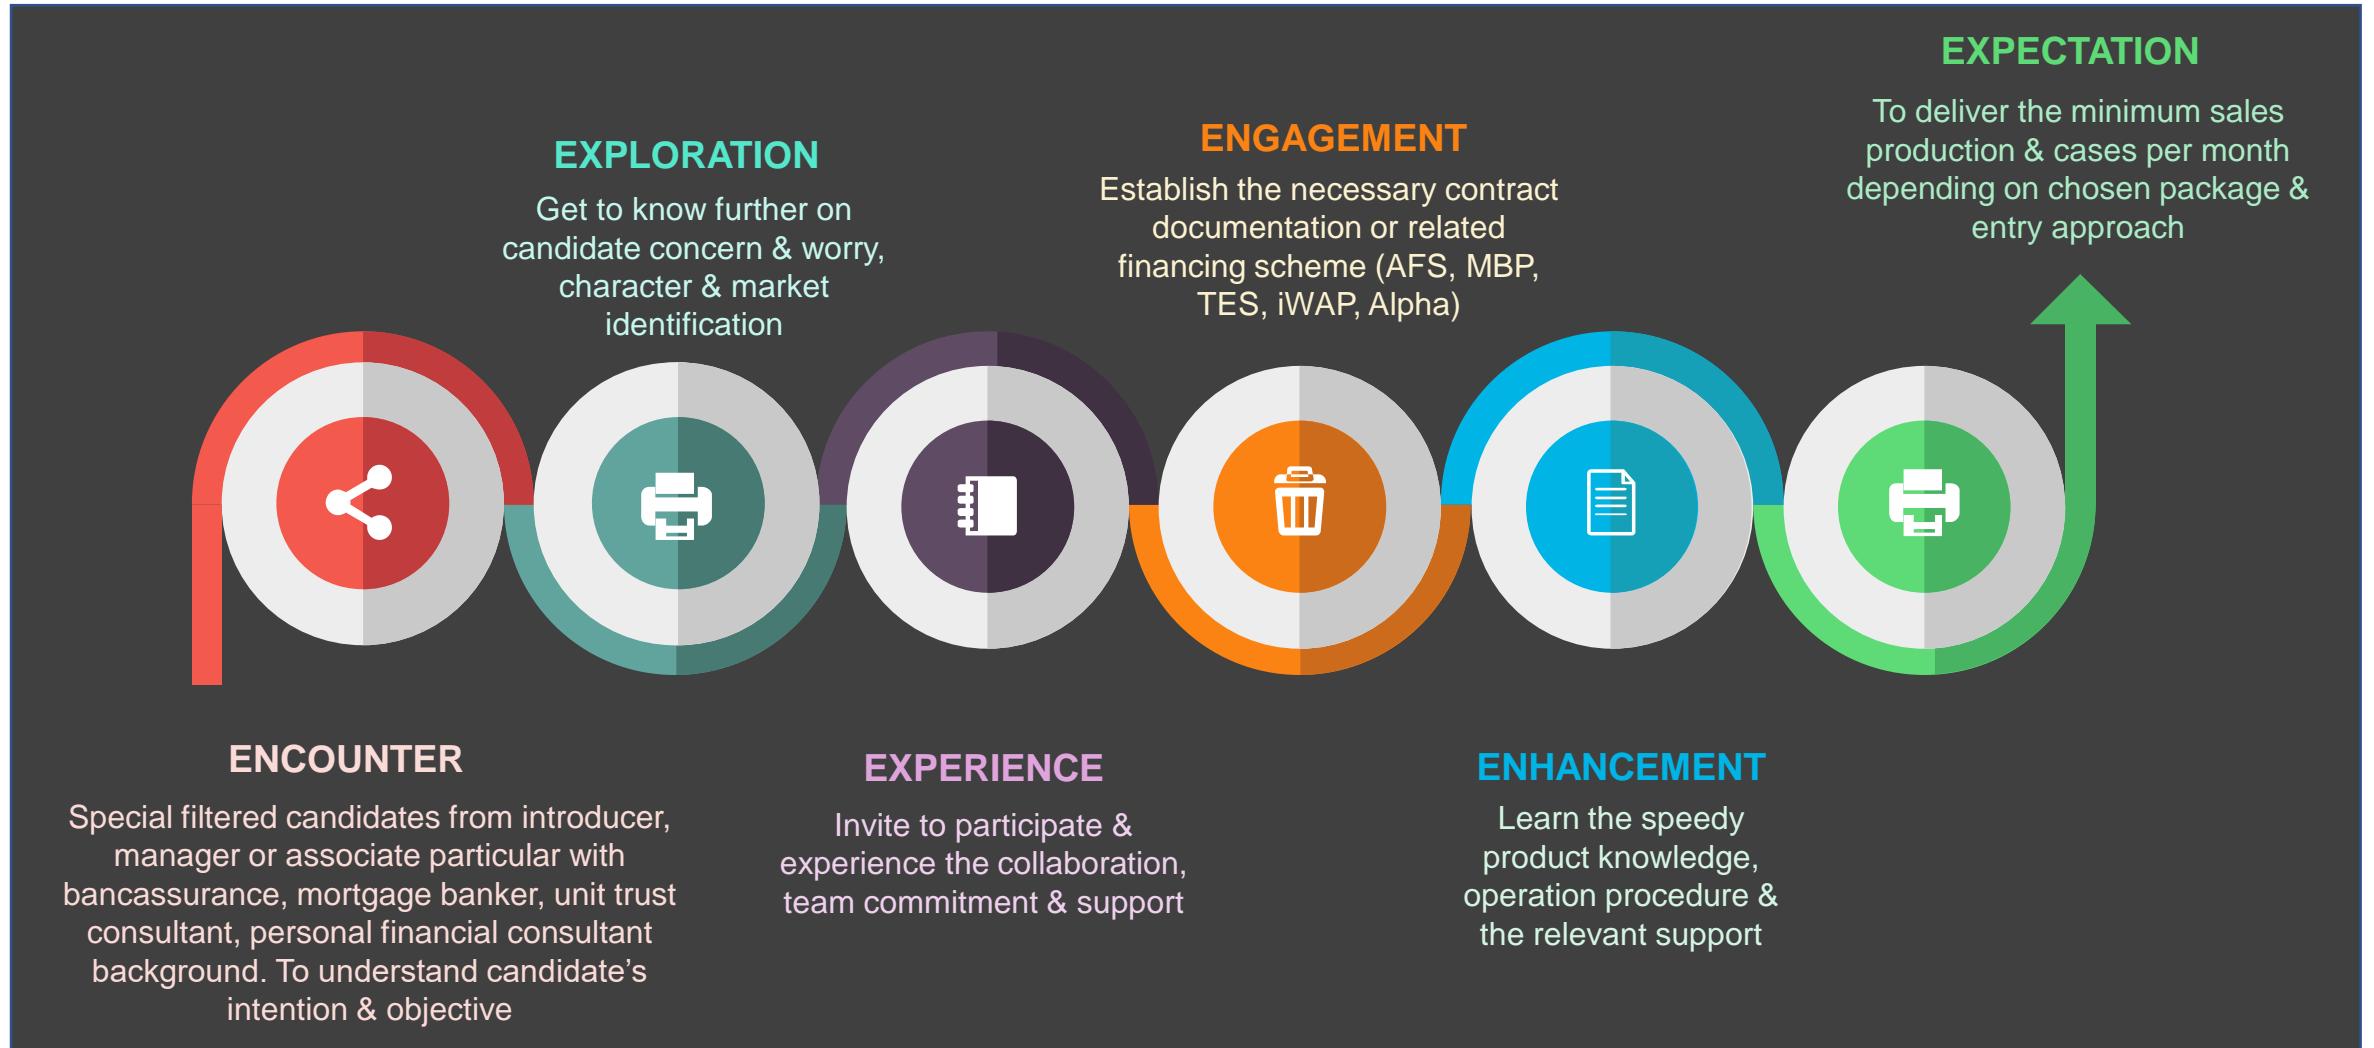 ENCOUNTER
Special filtered candidates from introducer,
manager or associate particular with
bancassurance, mortgage banker, unit trust
consultant, personal financial consultant
background. To understand candidate’s
intention & objective
EXPLORATION
Get to know further on
candidate concern & worry,
character & market
identification
EXPERIENCE
Invite to participate &
experience the collaboration,
team commitment & support
ENGAGEMENT
Establish the necessary contract
documentation or related
financing scheme (AFS, MBP,
TES, iWAP, Alpha)
ENHANCEMENT
Learn the speedy
product knowledge,
operation procedure &
the relevant support
EXPECTATION
To deliver the minimum sales
production & cases per month
depending on chosen package &
entry approach